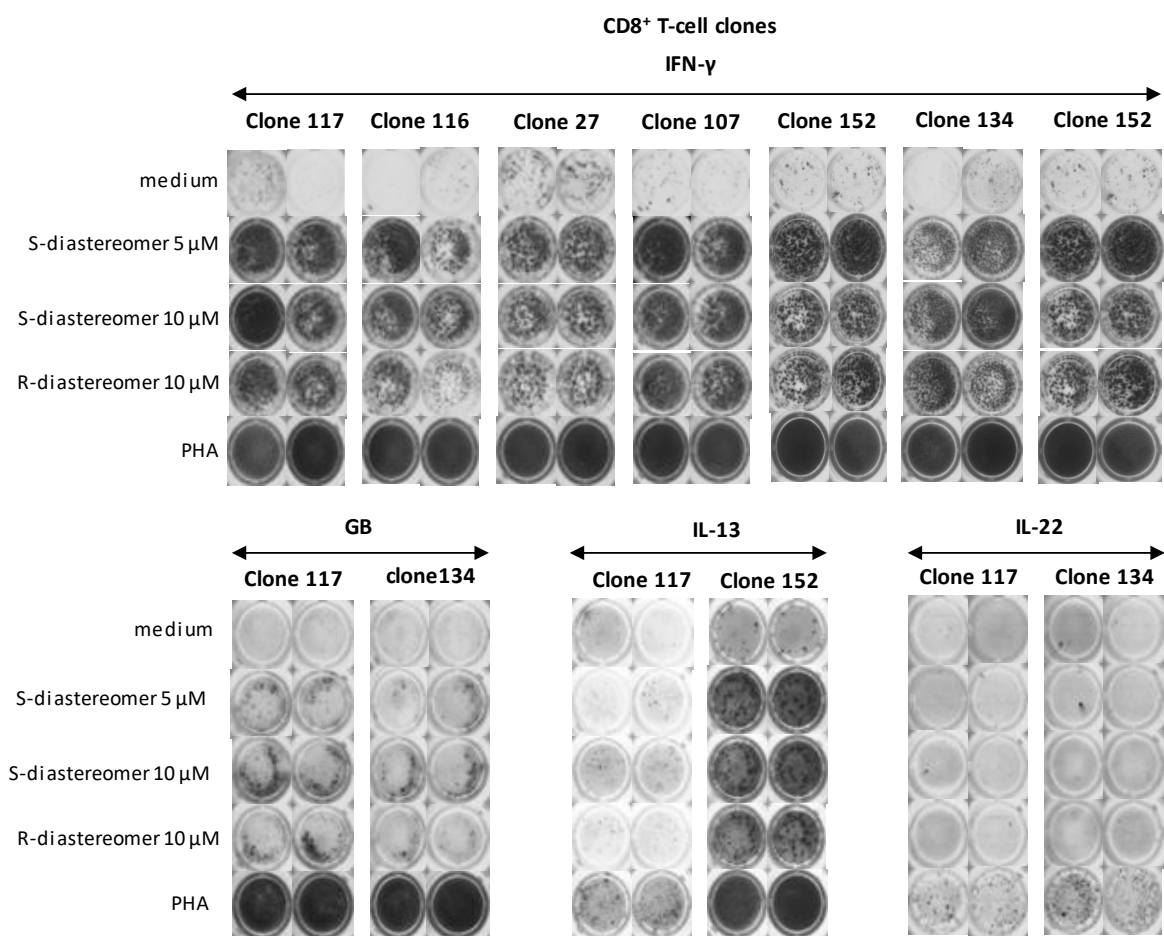 CD8⁺ T-cell clones
IFN-γ
Clone 117 Clone 116 Clone 27 Clone 107 Clone 152 Clone 134 Clone 152
medium
S-diastereomer 5 μM
S-diastereomer 10 μM
R-diastereomer 10 μM
PHA
GB IL-13 IL-22
Clone 117 clone134 Clone 117 Clone 152 Clone 117 Clone 134
medium
S-diastereomer 5 μM
S-diastereomer 10 μM
R-diastereomer 10 μM
PHA